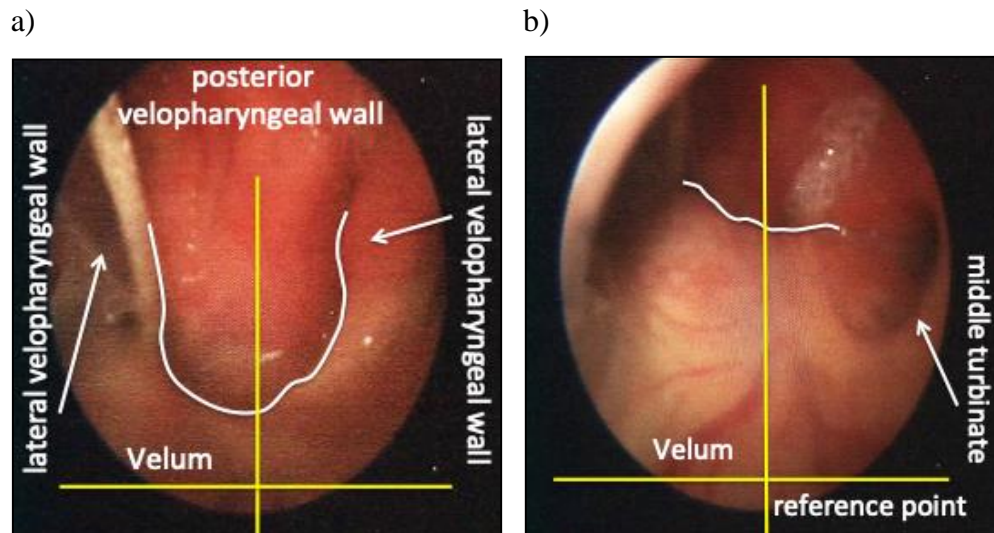 a)
posterior
velopharyngeal wall
lateral velopharyngeal wall
lateral velopharyngeal wall
Velum
b)
middle turbinate
Velum
reference point